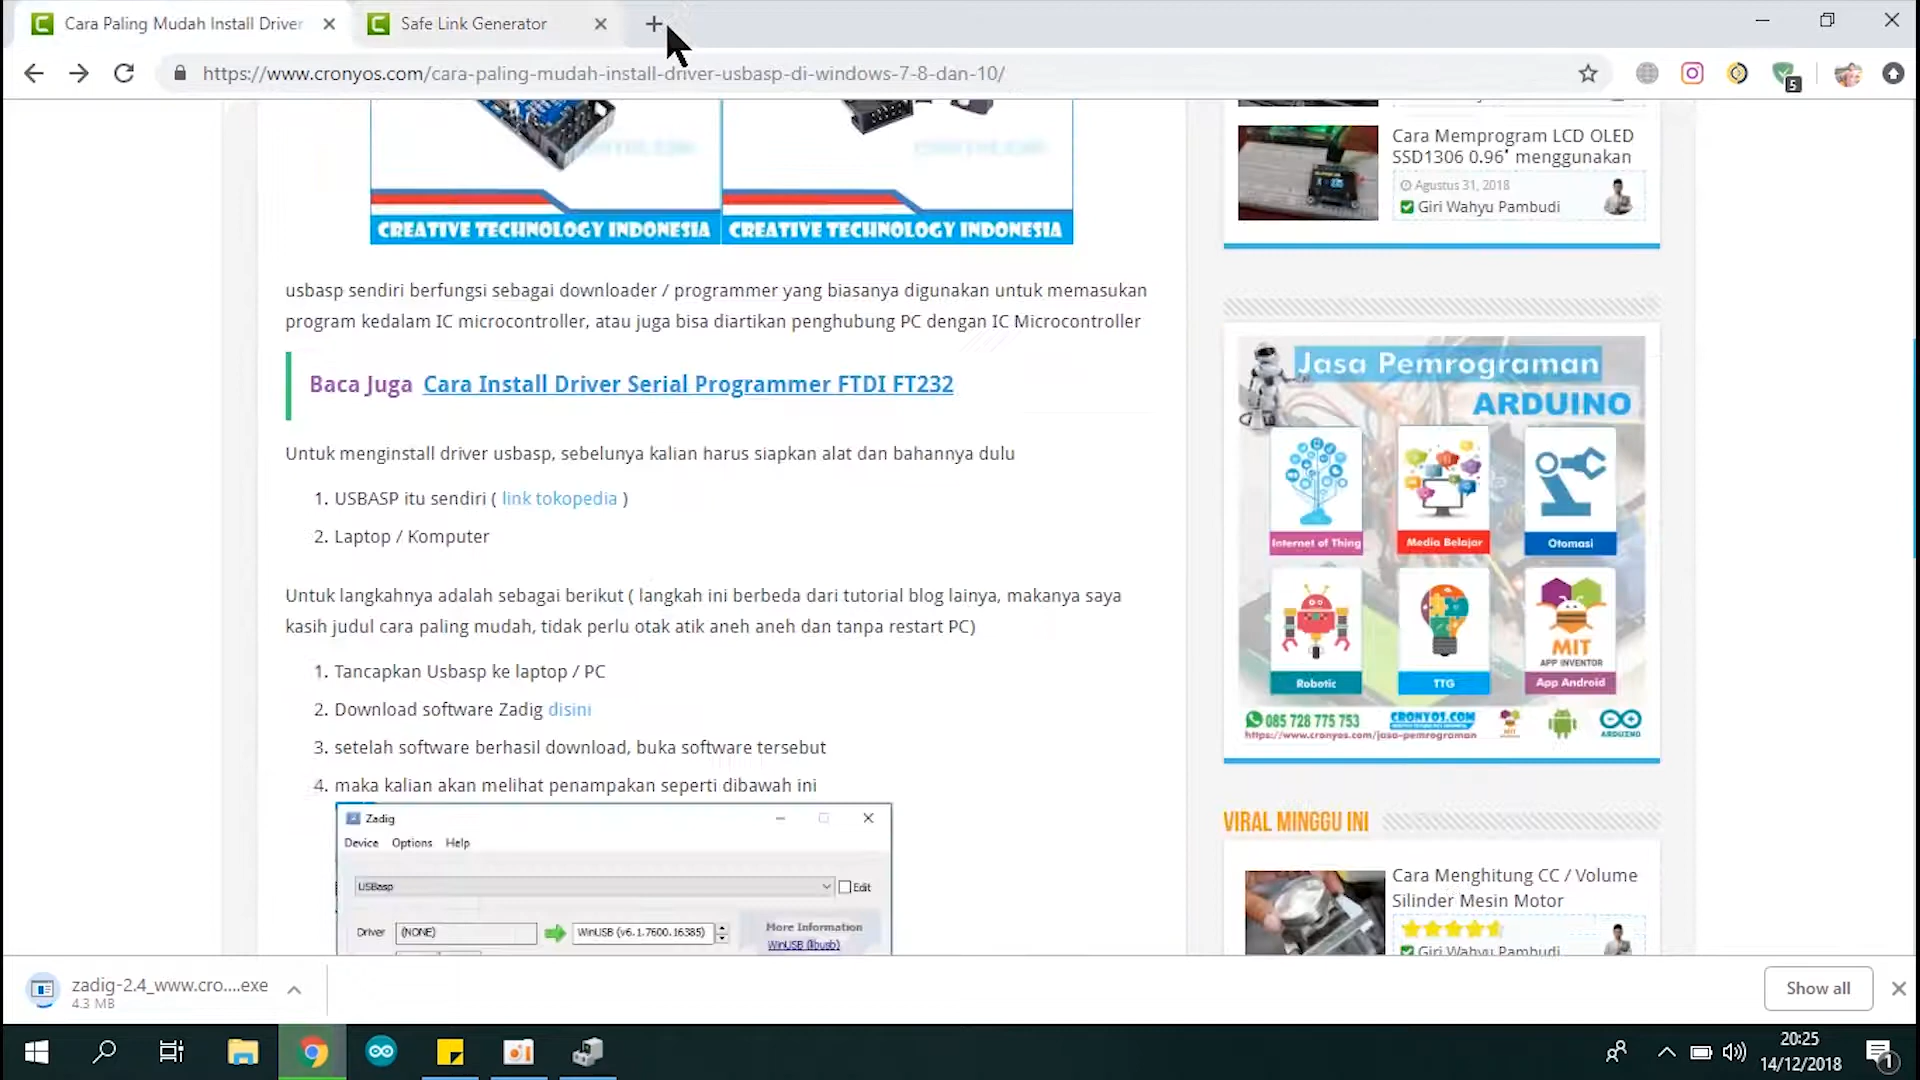 Cara Paling Mudah Install Driver
Safe Link Generator
https://www.cronyos.com/cara-paling-mudah-install-driver-usbasp-di-windows-7-8-dan-10/
5
CREATIVE TECHNOLOGY INDONESIA
CREATIVE TECHNOLOGY INDONESIA
usbasp sendiri berfungsi sebagai downloader / programmer yang biasanya digunakan untuk memasukan
program kedalam IC microcontroller, atau juga bisa diartikan penghubung PC dengan IC Microcontroller
Baca Juga Cara Install Driver Serial Programmer FTDI FT232
Untuk menginstall driver usbasp, sebelunya kalian harus siapkan alat dan bahannya dulu
1. USBASP itu sendiri ( link tokopedia )
2. Laptop / Komputer
Untuk langkahnya adalah sebagai berikut ( langkah ini berbeda dari tutorial blog lainya, makanya saya
kasih judul cara paling mudah, tidak perlu otak atik aneh aneh dan tanpa restart PC)
1. Tancapkan Usbasp ke laptop / PC
2. Download software Zadig disini
3. setelah software berhasil download, buka software tersebut
4. maka kalian akan melihat penampakan seperti dibawah ini
Zadig
Device Options Help
USBasp
Edit
Driver (NONE) WinUSB (v6.1.7600.16385)
More Information
WinUSB (libusb)
Cara Memprogram LCD OLED
SSD1306 0.96" menggunakan
Agustus 31, 2018
Giri Wahyu Pambudi
Jasa Pemrograman
ARDUINO
Internet of Thing
Media Belajar
Otomasi
MIT
APP INVENTOR
Robotic
TTG
App Android
085 728 775 753
CRONYOS.COM
https://www.cronyos.com/jasa-pemrograman
ARDUINO
VIRAL MINGGU INI
Cara Menghitung CC / Volume
Silinder Mesin Motor
Giri Wahyu Pambudi
zadig-2.4_www.cro....exe
4.3 MB
Show all
20:25
14/12/2018
1